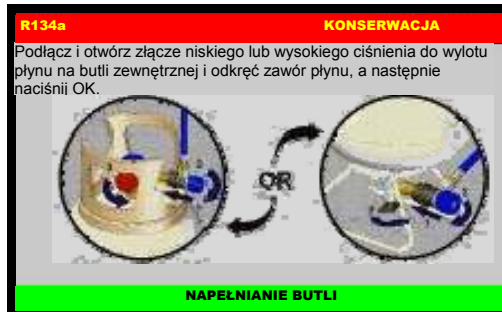 R134a KONSERWACJA
Podłącz i otwórz złącze niskiego lub wysokiego ciśnienia do wylotu
płynu na butli zewnętrznej i odkręć zawór płynu, a następnie
naciśnij OK.
OR
NAPEŁNIANIE BUTLI